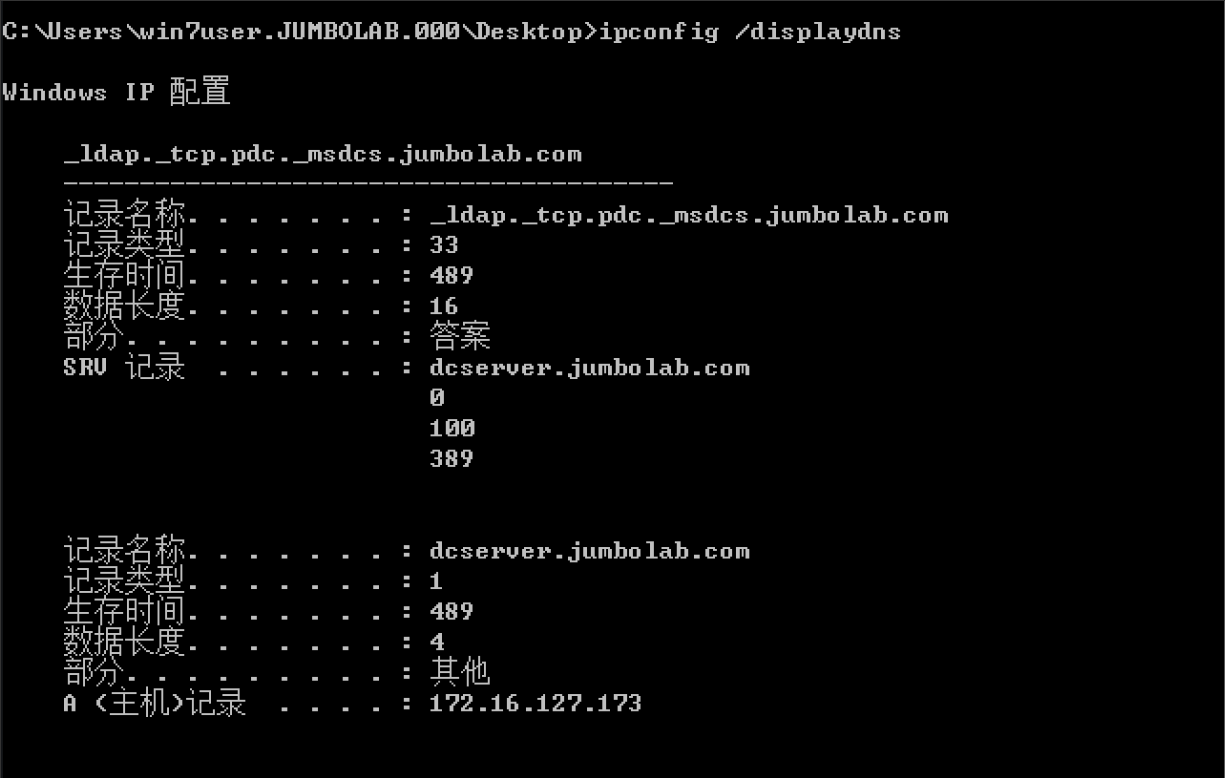 C:\Users\win7user.JUMBOLAB.000\Desktop>ipconfig /displaydns
Windows IP 配置
_ldap._tcp.pdc._msdcs.jumbolab.com
----------------------------------------
记录名称. . . . . . . : _ldap._tcp.pdc._msdcs.jumbolab.com
记录类型. . . . . . . : 33
生存时间. . . . . . . : 489
数据长度. . . . . . . : 16
部分. . . . . . . . . : 答案
SRV 记录 . . . . . . : dcserver.jumbolab.com
0
100
389
记录名称. . . . . . . : dcserver.jumbolab.com
记录类型. . . . . . . : 1
生存时间. . . . . . . : 489
数据长度. . . . . . . : 4
部分. . . . . . . . . : 其他
A (主机)记录 . . . . : 172.16.127.173